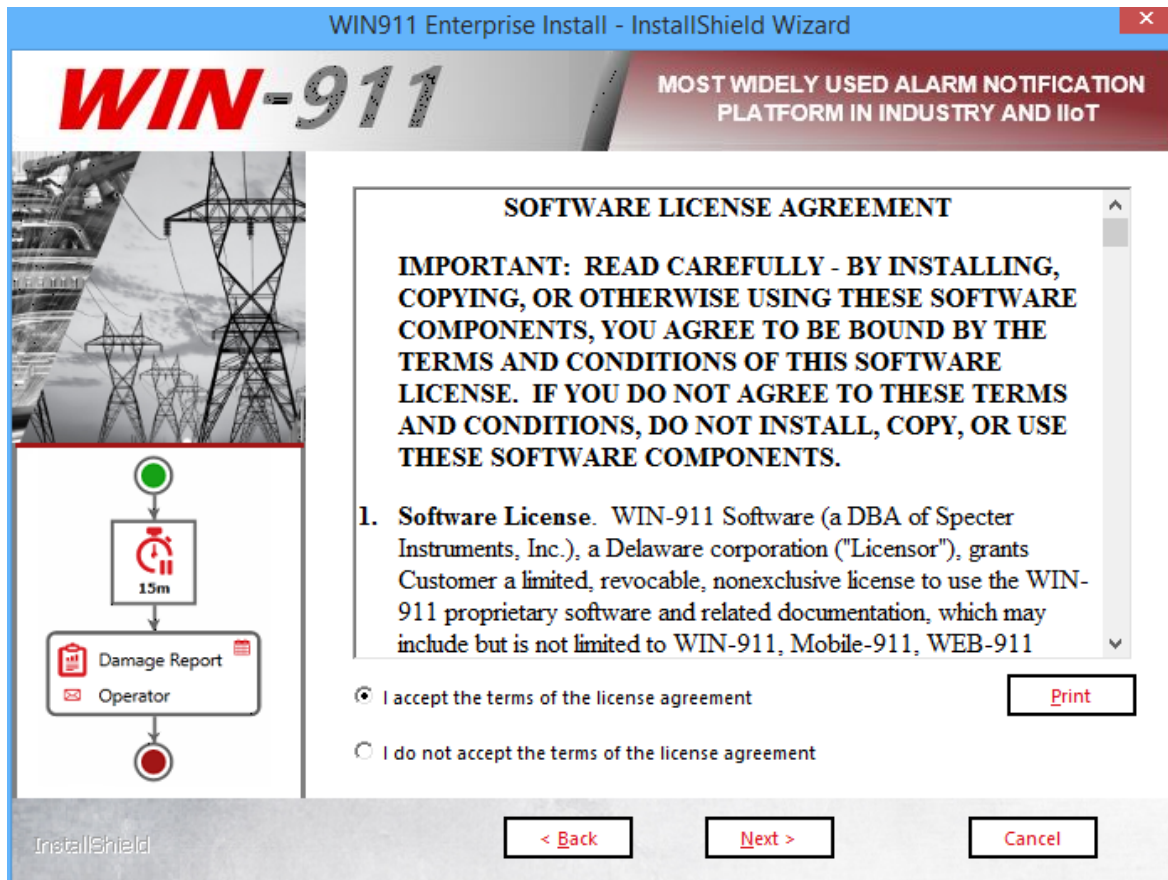 WIN911 Enterprise Install - InstallShield Wizard
WIN-911
MOST WIDELY USED ALARM NOTIFICATION
PLATFORM IN INDUSTRY AND IIoT
SOFTWARE LICENSE AGREEMENT
IMPORTANT: READ CAREFULLY - BY INSTALLING,
COPYING, OR OTHERWISE USING THESE SOFTWARE
COMPONENTS, YOU AGREE TO BE BOUND BY THE
TERMS AND CONDITIONS OF THIS SOFTWARE
LICENSE. IF YOU DO NOT AGREE TO THESE TERMS
AND CONDITIONS, DO NOT INSTALL, COPY, OR USE
THESE SOFTWARE COMPONENTS.
1. Software License. WIN-911 Software (a DBA of Specter
Instruments, Inc.), a Delaware corporation ("Licensor"), grants
Customer a limited, revocable, nonexclusive license to use the WIN-
911 proprietary software and related documentation, which may
include but is not limited to WIN-911, Mobile-911, WEB-911
15m
Damage Report
Operator
I accept the terms of the license agreement
Print
I do not accept the terms of the license agreement
InstallShield
< Back
Next >
Cancel